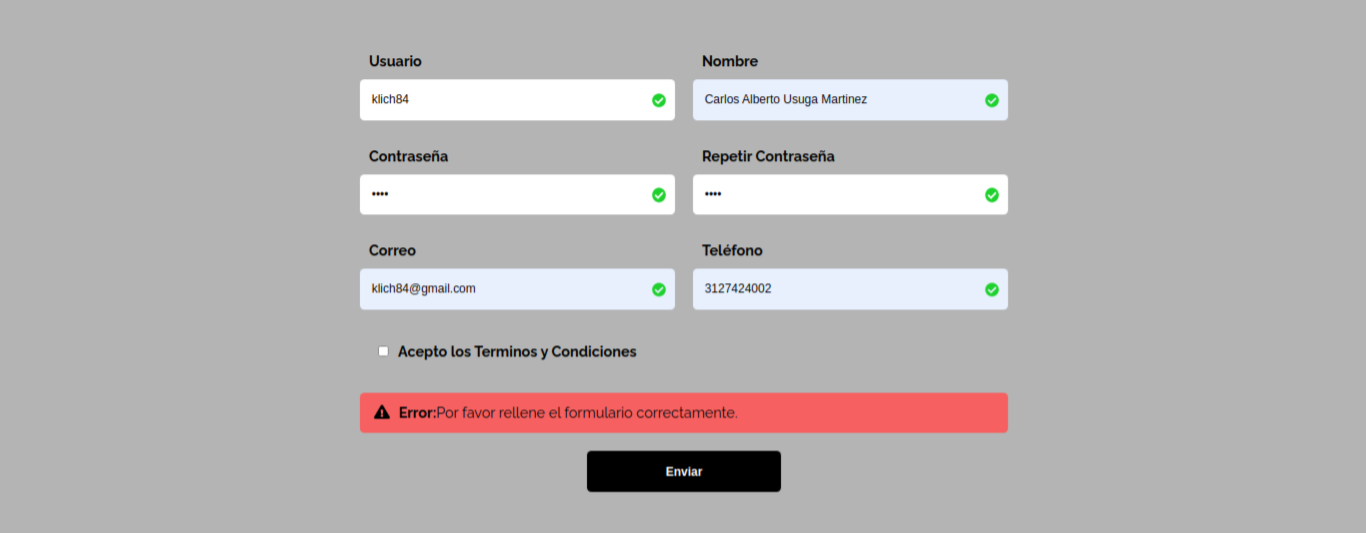 Usuario
Nombre
klich84
Carlos Alberto Usuga Martinez
Contraseña
Repetir Contraseña
••••
••••
Correo
Teléfono
klich84@gmail.com
3127424002
Acepto los Terminos y Condiciones
Error:Por favor rellene el formulario correctamente.
Enviar